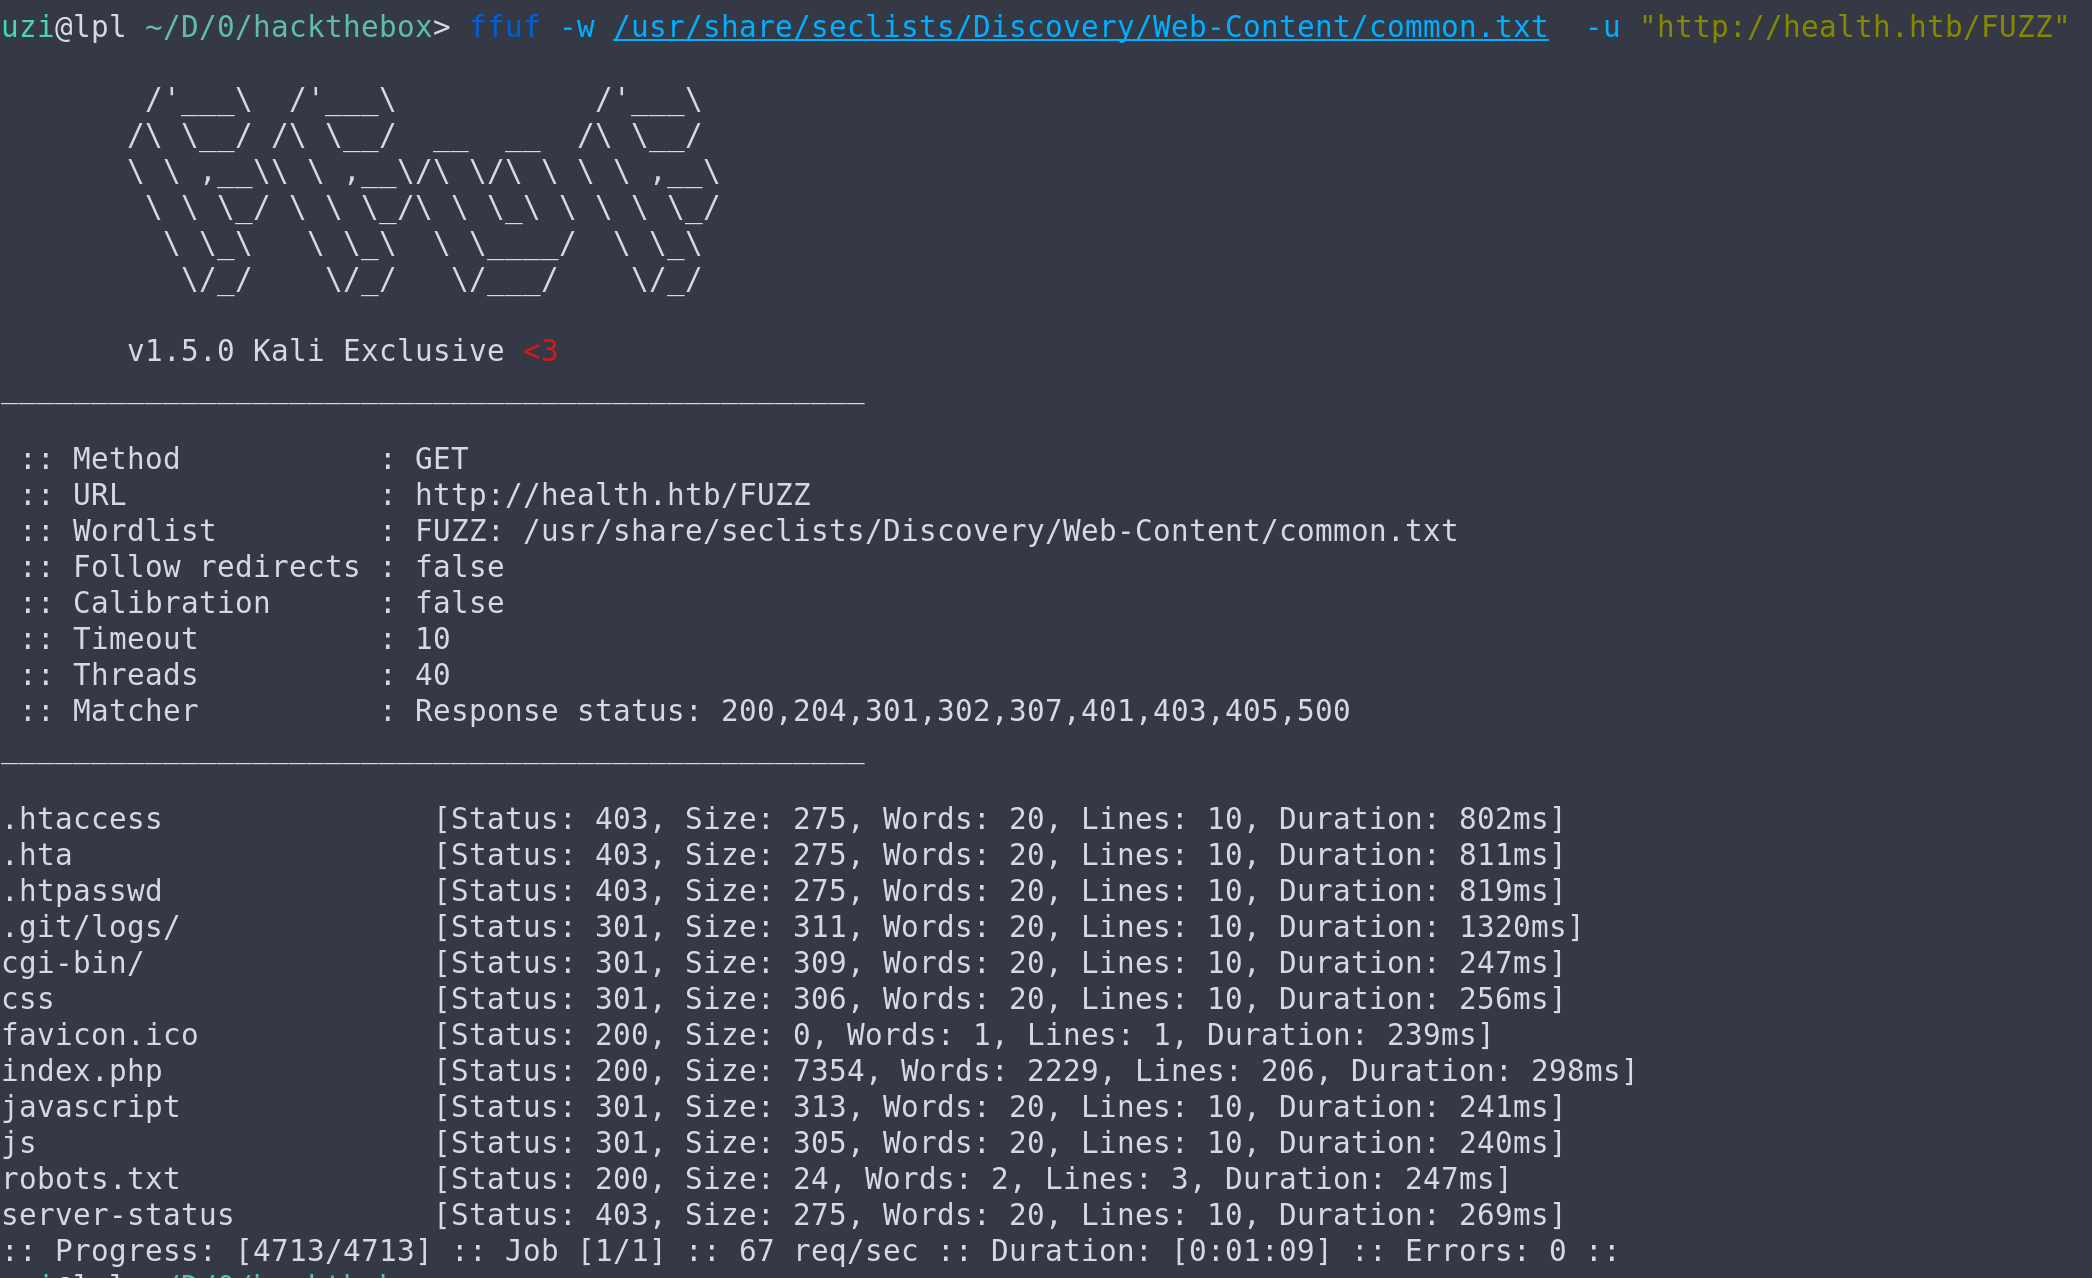 uzi@lpl ~/D/0/hackthebox> ffuf -w /usr/share/seclists/Discovery/Web-Content/common.txt  -u "http://health.htb/FUZZ"

        /'___\  /'___\           /'___\
       /\ \__/ /\ \__/  __  __  /\ \__/
       \ \ ,__\\ \ ,__\/\ \/\ \ \ \ ,__\
        \ \ \_/ \ \ \_/\ \ \_\ \ \ \ \_/
         \ \_\   \ \_\  \ \____/  \ \_\
          \/_/    \/_/   \/___/    \/_/

       v1.5.0 Kali Exclusive <3
________________________________________________

 :: Method           : GET
 :: URL              : http://health.htb/FUZZ
 :: Wordlist         : FUZZ: /usr/share/seclists/Discovery/Web-Content/common.txt
 :: Follow redirects : false
 :: Calibration      : false
 :: Timeout          : 10
 :: Threads          : 40
 :: Matcher          : Response status: 200,204,301,302,307,401,403,405,500
________________________________________________

.htaccess               [Status: 403, Size: 275, Words: 20, Lines: 10, Duration: 802ms]
.hta                    [Status: 403, Size: 275, Words: 20, Lines: 10, Duration: 811ms]
.htpasswd               [Status: 403, Size: 275, Words: 20, Lines: 10, Duration: 819ms]
.git/logs/              [Status: 301, Size: 311, Words: 20, Lines: 10, Duration: 1320ms]
cgi-bin/                [Status: 301, Size: 309, Words: 20, Lines: 10, Duration: 247ms]
css                     [Status: 301, Size: 306, Words: 20, Lines: 10, Duration: 256ms]
favicon.ico             [Status: 200, Size: 0, Words: 1, Lines: 1, Duration: 239ms]
index.php               [Status: 200, Size: 7354, Words: 2229, Lines: 206, Duration: 298ms]
javascript              [Status: 301, Size: 313, Words: 20, Lines: 10, Duration: 241ms]
js                      [Status: 301, Size: 305, Words: 20, Lines: 10, Duration: 240ms]
robots.txt              [Status: 200, Size: 24, Words: 2, Lines: 3, Duration: 247ms]
server-status           [Status: 403, Size: 275, Words: 20, Lines: 10, Duration: 269ms]
:: Progress: [4713/4713] :: Job [1/1] :: 67 req/sec :: Duration: [0:01:09] :: Errors: 0 ::